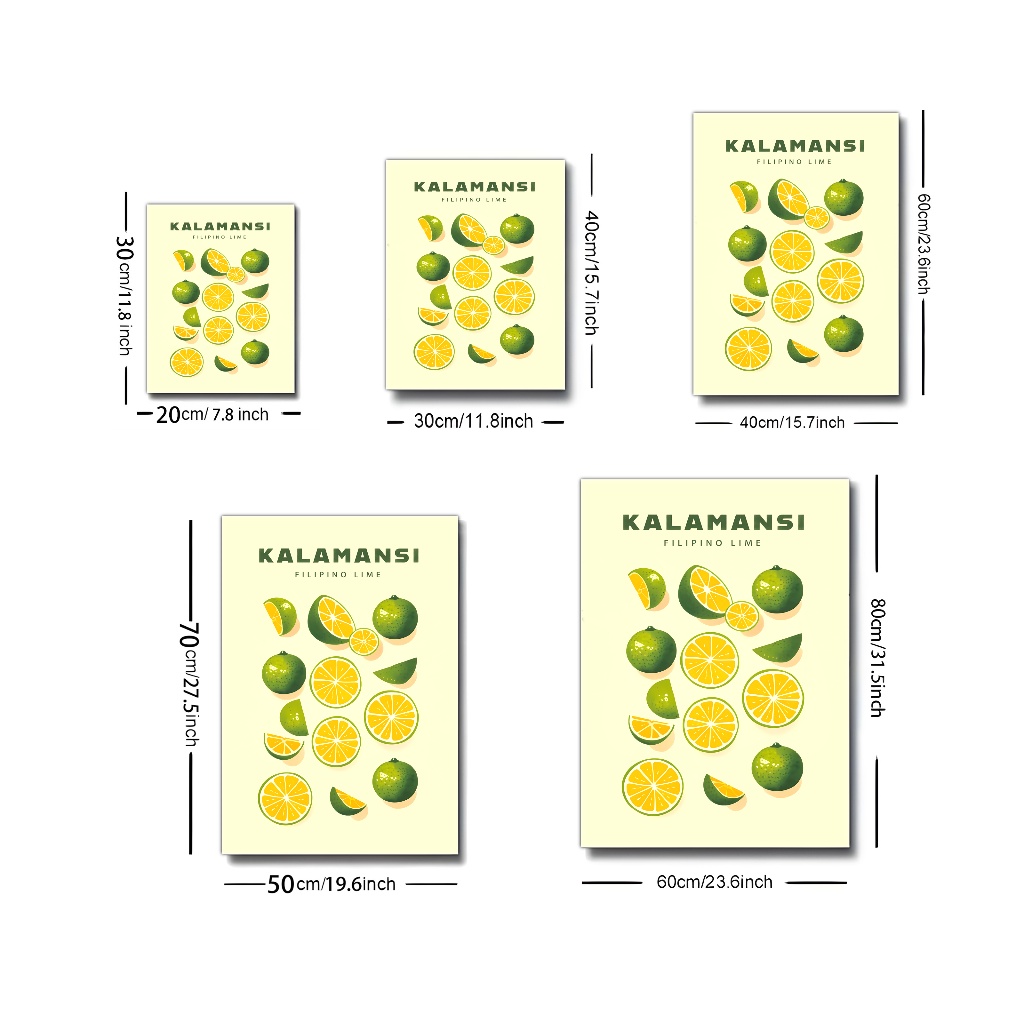 KALAMANSI
FILIPINO LIME
30cm/11.8 inch
20cm/ 7.8 inch
KALAMANSI
FILIPINO LIME
40cm/15.7inch
30cm/11.8inch
KALAMANSI
FILIPINO LIME
60cm/23.6inch
40cm/15.7inch
KALAMANSI
FILIPINO LIME
70cm/27.5inch
50cm/19.6inch
KALAMANSI
FILIPINO LIME
80cm/31.5inch
60cm/23.6inch